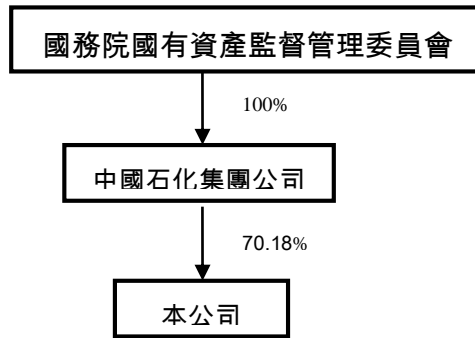 國務院國有資產監督管理委員會
100%
中國石化集團公司
70.18%
本公司